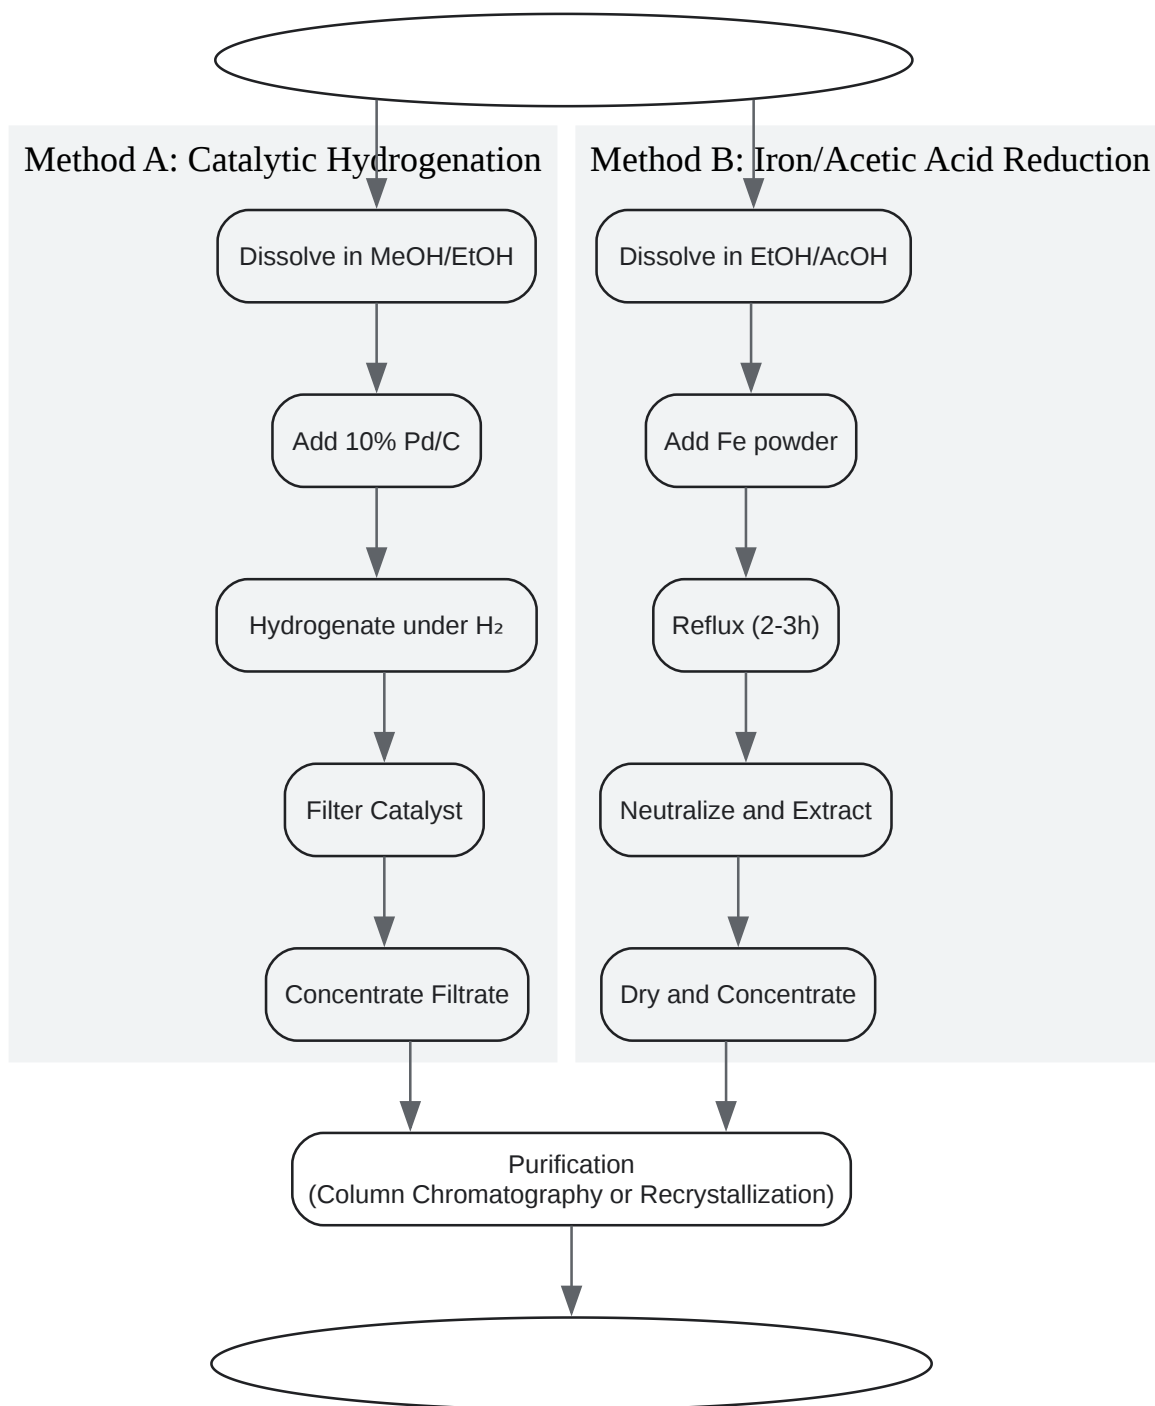 Method A: Catalytic Hydrogenation
Dissolve in MeOH/EtOH
Add 10% Pd/C
Hydrogenate under H₂
Filter Catalyst
Concentrate Filtrate
Method B: Iron/Acetic Acid Reduction
Dissolve in EtOH/AcOH
Add Fe powder
Reflux (2-3h)
Neutralize and Extract
Dry and Concentrate
Purification
(Column Chromatography or Recrystallization)